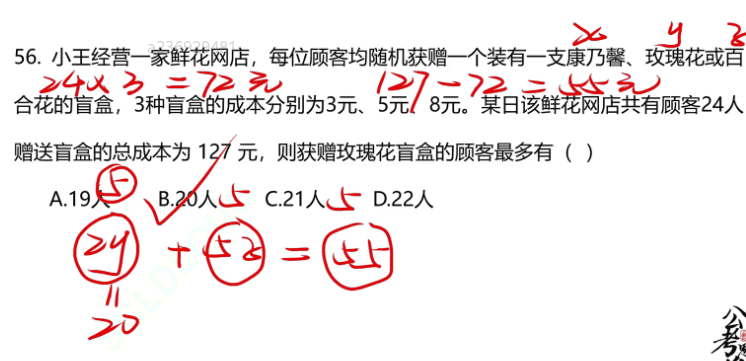 x y z
a236929481
56. 小王经营一家鲜花网店，每位顾客均随机获赠一个装有一支康乃馨、玫瑰花或百
24×3=72元 127-72=55元
合花的盲盒，3种盲盒的成本分别为3元、5元、8元。某日该鲜花网店共有顾客24人
赠送盲盒的总成本为 127 元，则获赠玫瑰花盲盒的顾客最多有（ ）
5 5 5
A.19人 B.20人 C.21人 D.22人
2y + 5z = 55
=
20
公
考